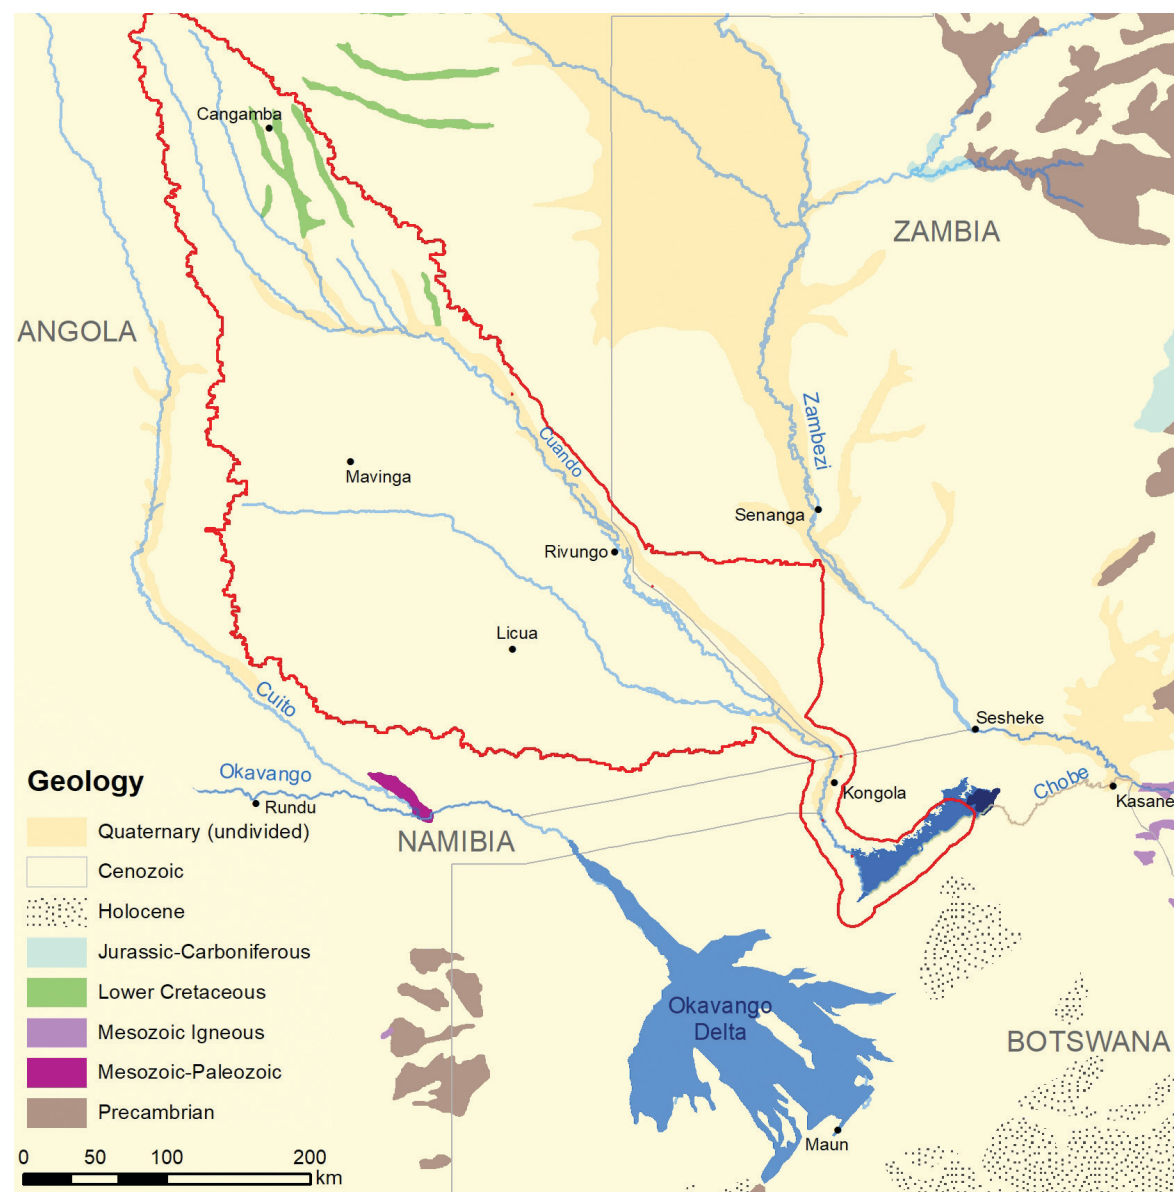 Cangamba
ZAMBIA
ANGOLA
Zambezi
Cuando
Mavinga
Senanga
Rivungo
Licua
Cuito
Sesheke
Okavango
Chobe
Rundu
Kongola
Kasane
NAMIBIA
Geology
Quaternary (undivided)
Cenozoic
Holocene
Jurassic-Carboniferous
Lower Cretaceous
Mesozoic Igneous
Mesozoic-Paleozoic
Precambrian
Okavango
Delta
BOTSWANA
Maun
0 50 100 200
km